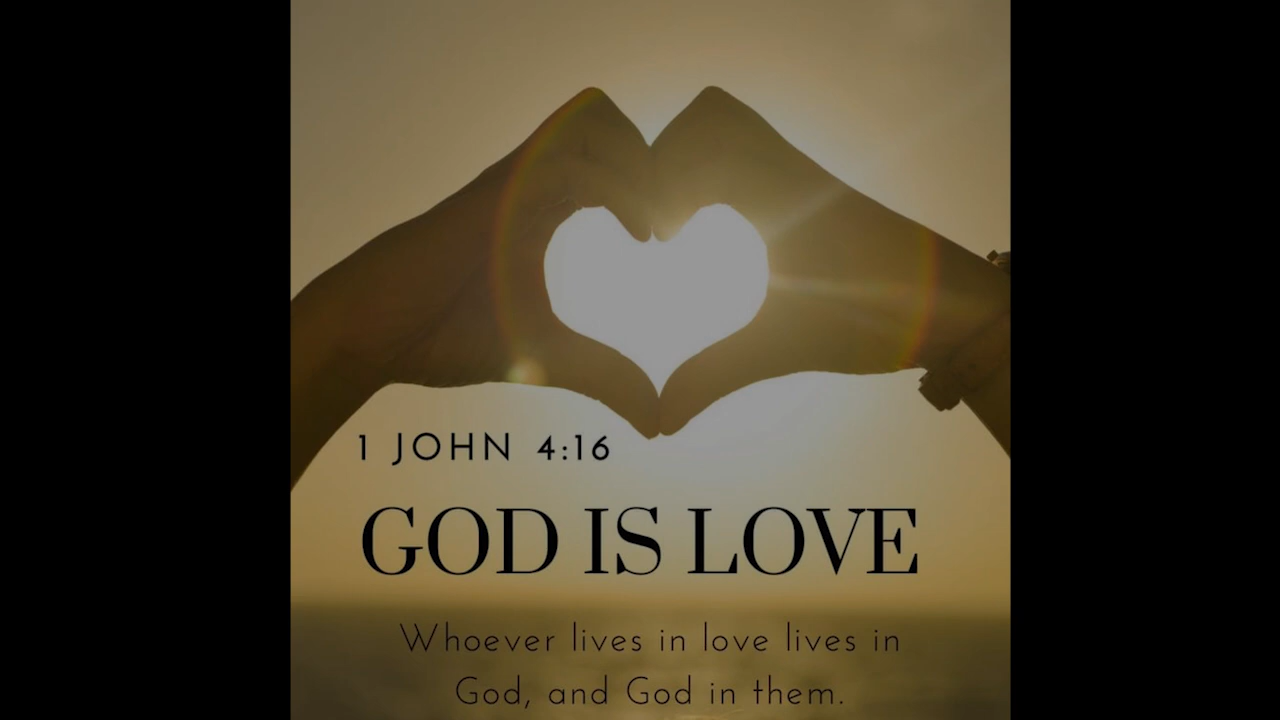 1 JOHN 4:16
GOD IS LOVE
Whoever lives in love lives in
God, and God in them.